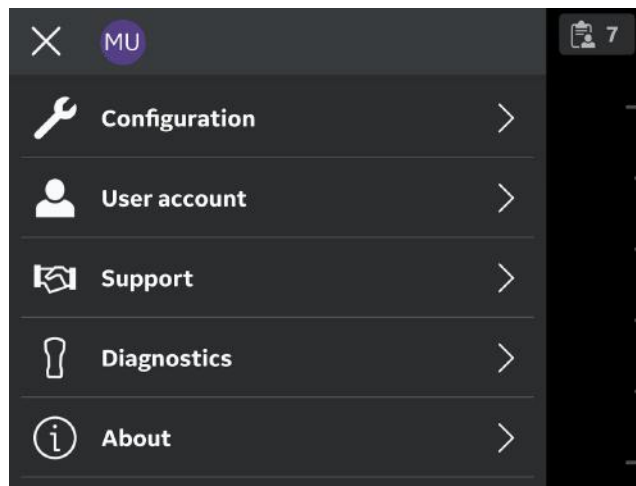 MU
7
Configuration
User account
Support
Diagnostics
About